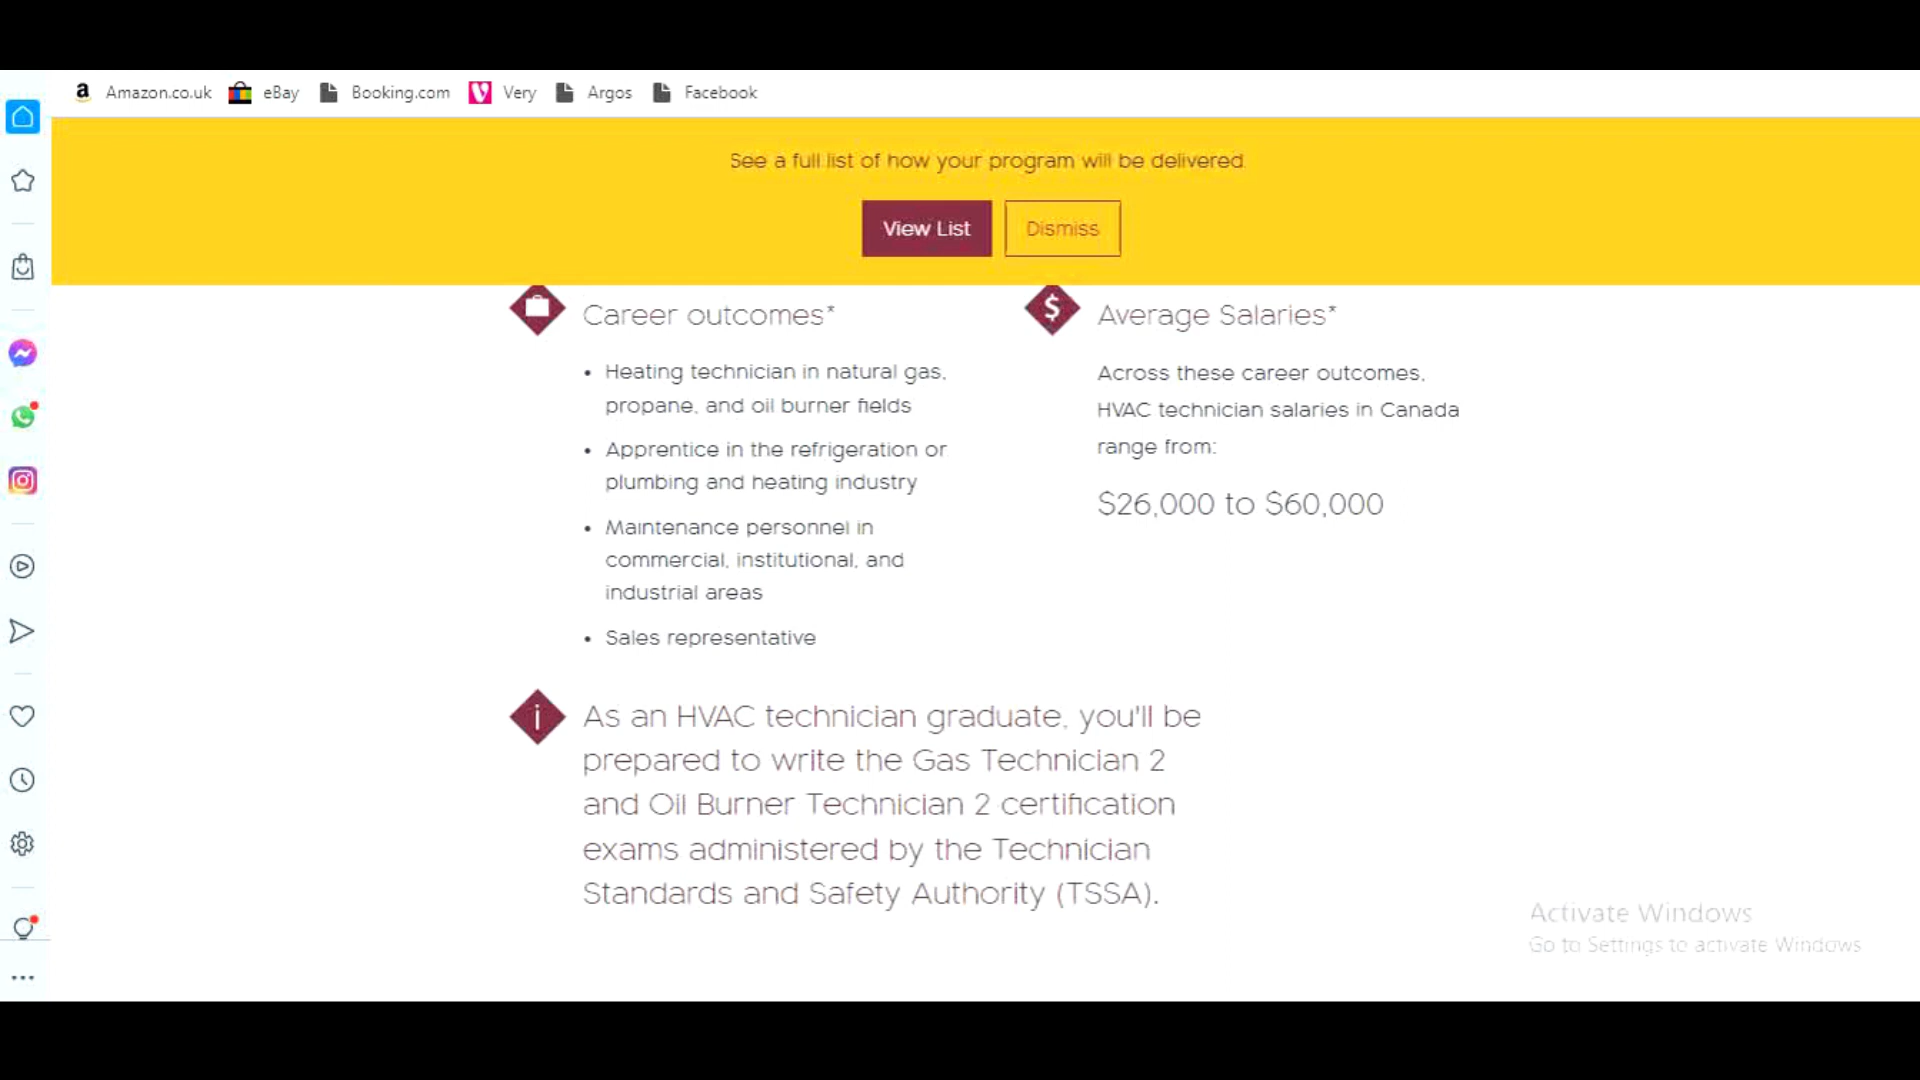 Amazon.co.uk eBay Booking.com Very Argos Facebook
See a full list of how your program will be delivered.
View List Dismiss
Career outcomes*
Heating technician in natural gas,
propane, and oil burner fields
Apprentice in the refrigeration or
plumbing and heating industry
Maintenance personnel in
commercial, institutional, and
industrial areas
Sales representative
Average Salaries*
Across these career outcomes,
HVAC technician salaries in Canada
range from:
$26,000 to $60,000
As an HVAC technician graduate, you'll be
prepared to write the Gas Technician 2
and Oil Burner Technician 2 certification
exams administered by the Technician
Standards and Safety Authority (TSSA).
Activate Windows
Go to Settings to activate Windows